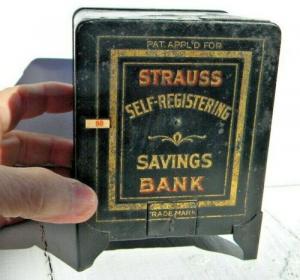 PAT. APPL'D FOR
STRAUSS
SELF-REGISTERING
SAVINGS
BANK
TRADE MARK